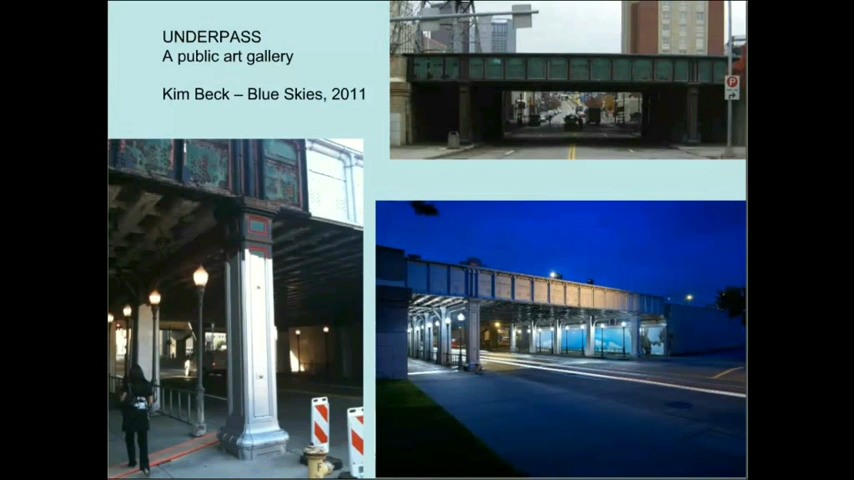 UNDERPASS
A public art gallery
Kim Beck – Blue Skies, 2011
P